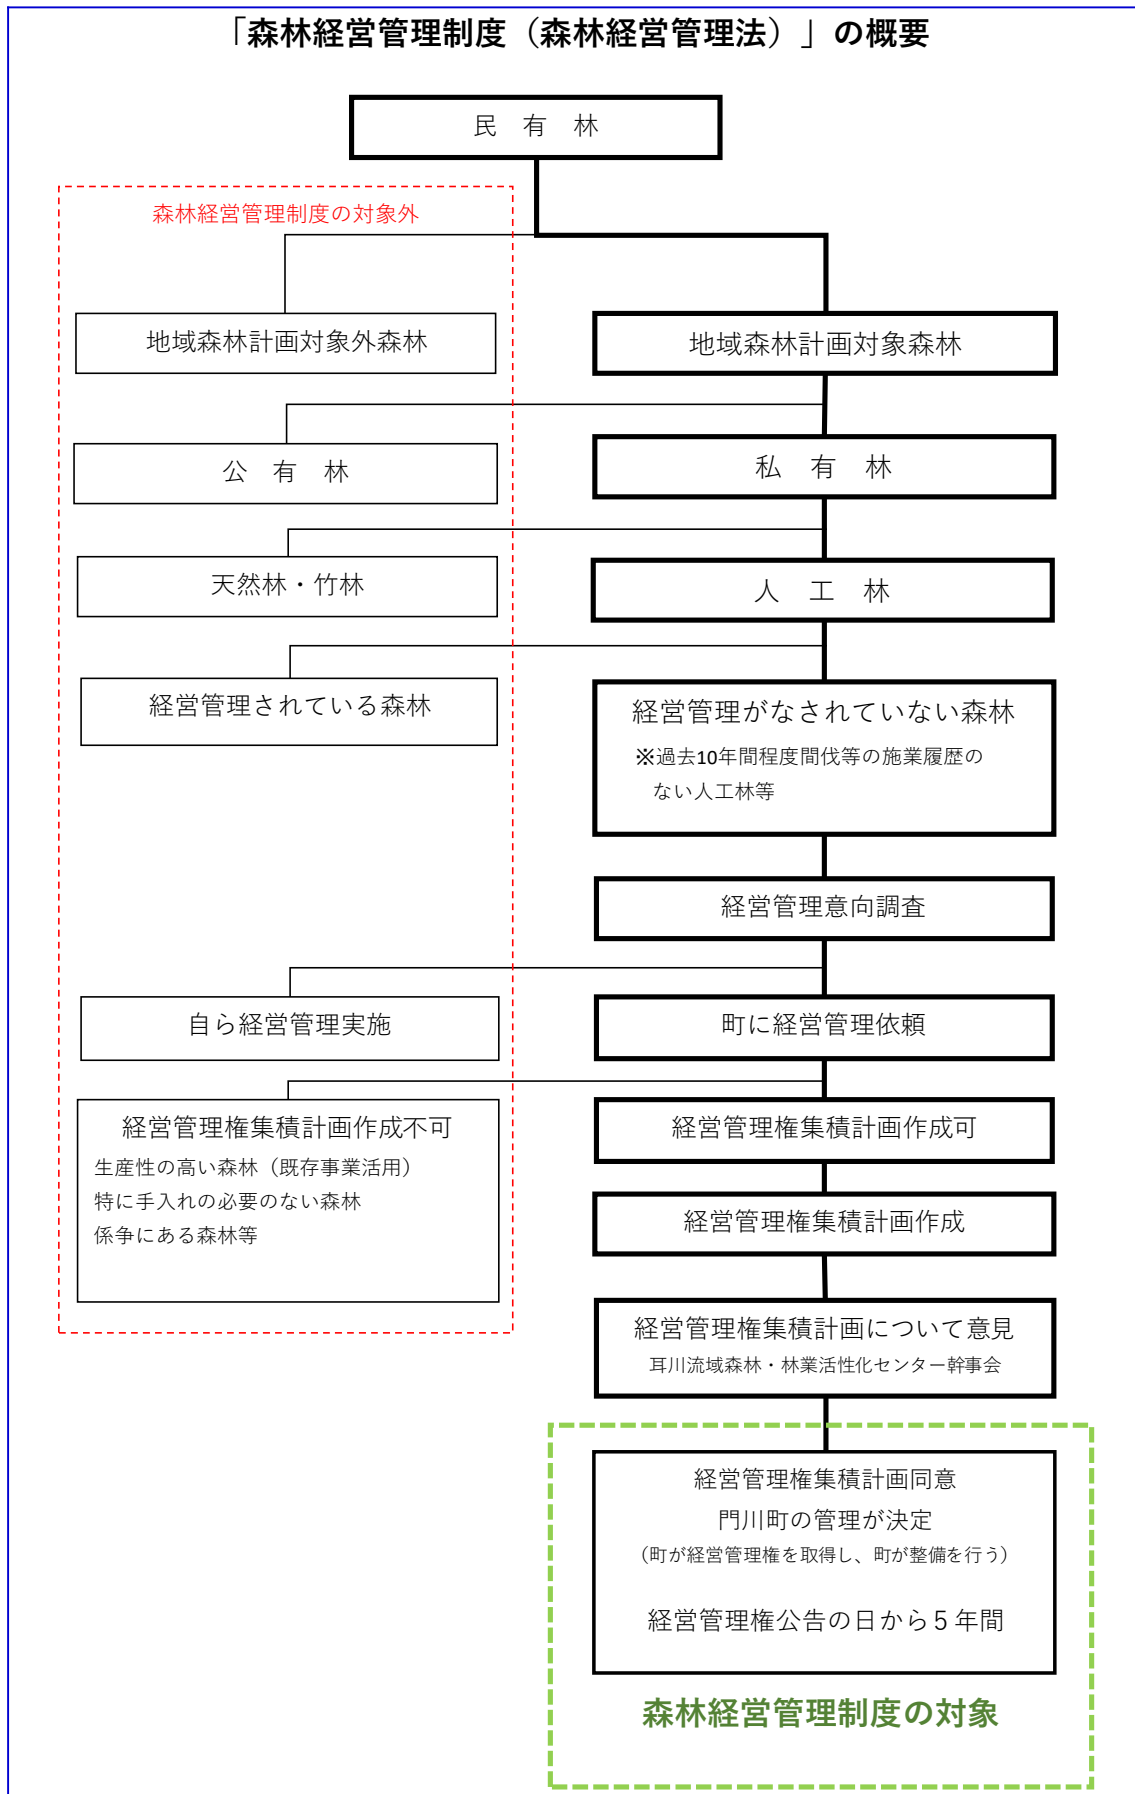 「森林経営管理制度（森林経営管理法）」の概要
民　有　林
森林経営管理制度の対象外
地域森林計画対象外森林
地域森林計画対象森林
公　有　林
私　有　林
天然林・竹林
人　工　林
経営管理されている森林
経営管理がなされていない森林
※過去10年間程度間伐等の施業履歴の
ない人工林等
経営管理意向調査
自ら経営管理実施
町に経営管理依頼
経営管理権集積計画作成不可
生産性の高い森林（既存事業活用）
特に手入れの必要のない森林
係争にある森林等
経営管理権集積計画作成可
経営管理権集積計画作成
経営管理権集積計画について意見
耳川流域森林・林業活性化センター幹事会
経営管理権集積計画同意
門川町の管理が決定
（町が経営管理権を取得し、町が整備を行う）
経営管理権公告の日から５年間
森林経営管理制度の対象